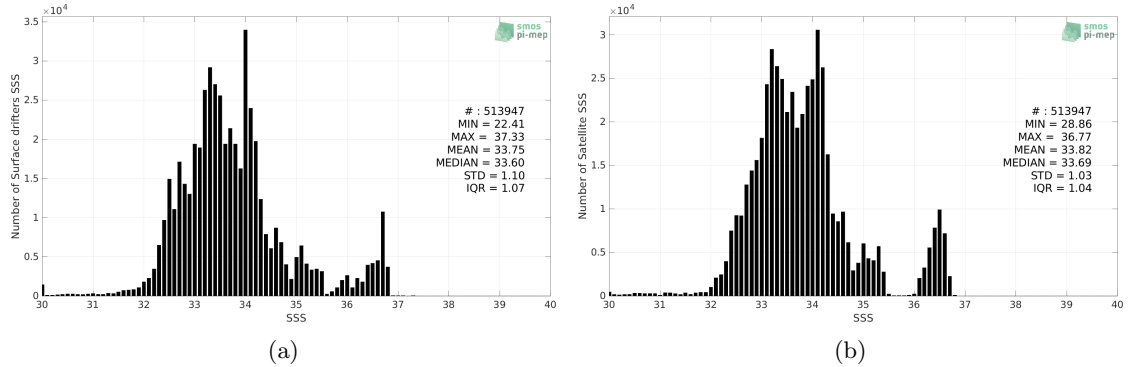 ×10⁴
3.5
3
2.5
2
1.5
1
0.5
0
Number of Surface drifters SSS
30 31 32 33 34 35 36 37 38 39 40
SSS
smos
pi-mep
# : 513947
MIN = 22.41
MAX = 37.33
MEAN = 33.75
MEDIAN = 33.60
STD = 1.10
IQR = 1.07
(a)
×10⁴
3
2.5
2
1.5
1
0.5
0
Number of Satellite SSS
30 31 32 33 34 35 36 37 38 39 40
SSS
smos
pi-mep
# : 513947
MIN = 28.86
MAX = 36.77
MEAN = 33.82
MEDIAN = 33.69
STD = 1.03
IQR = 1.04
(b)